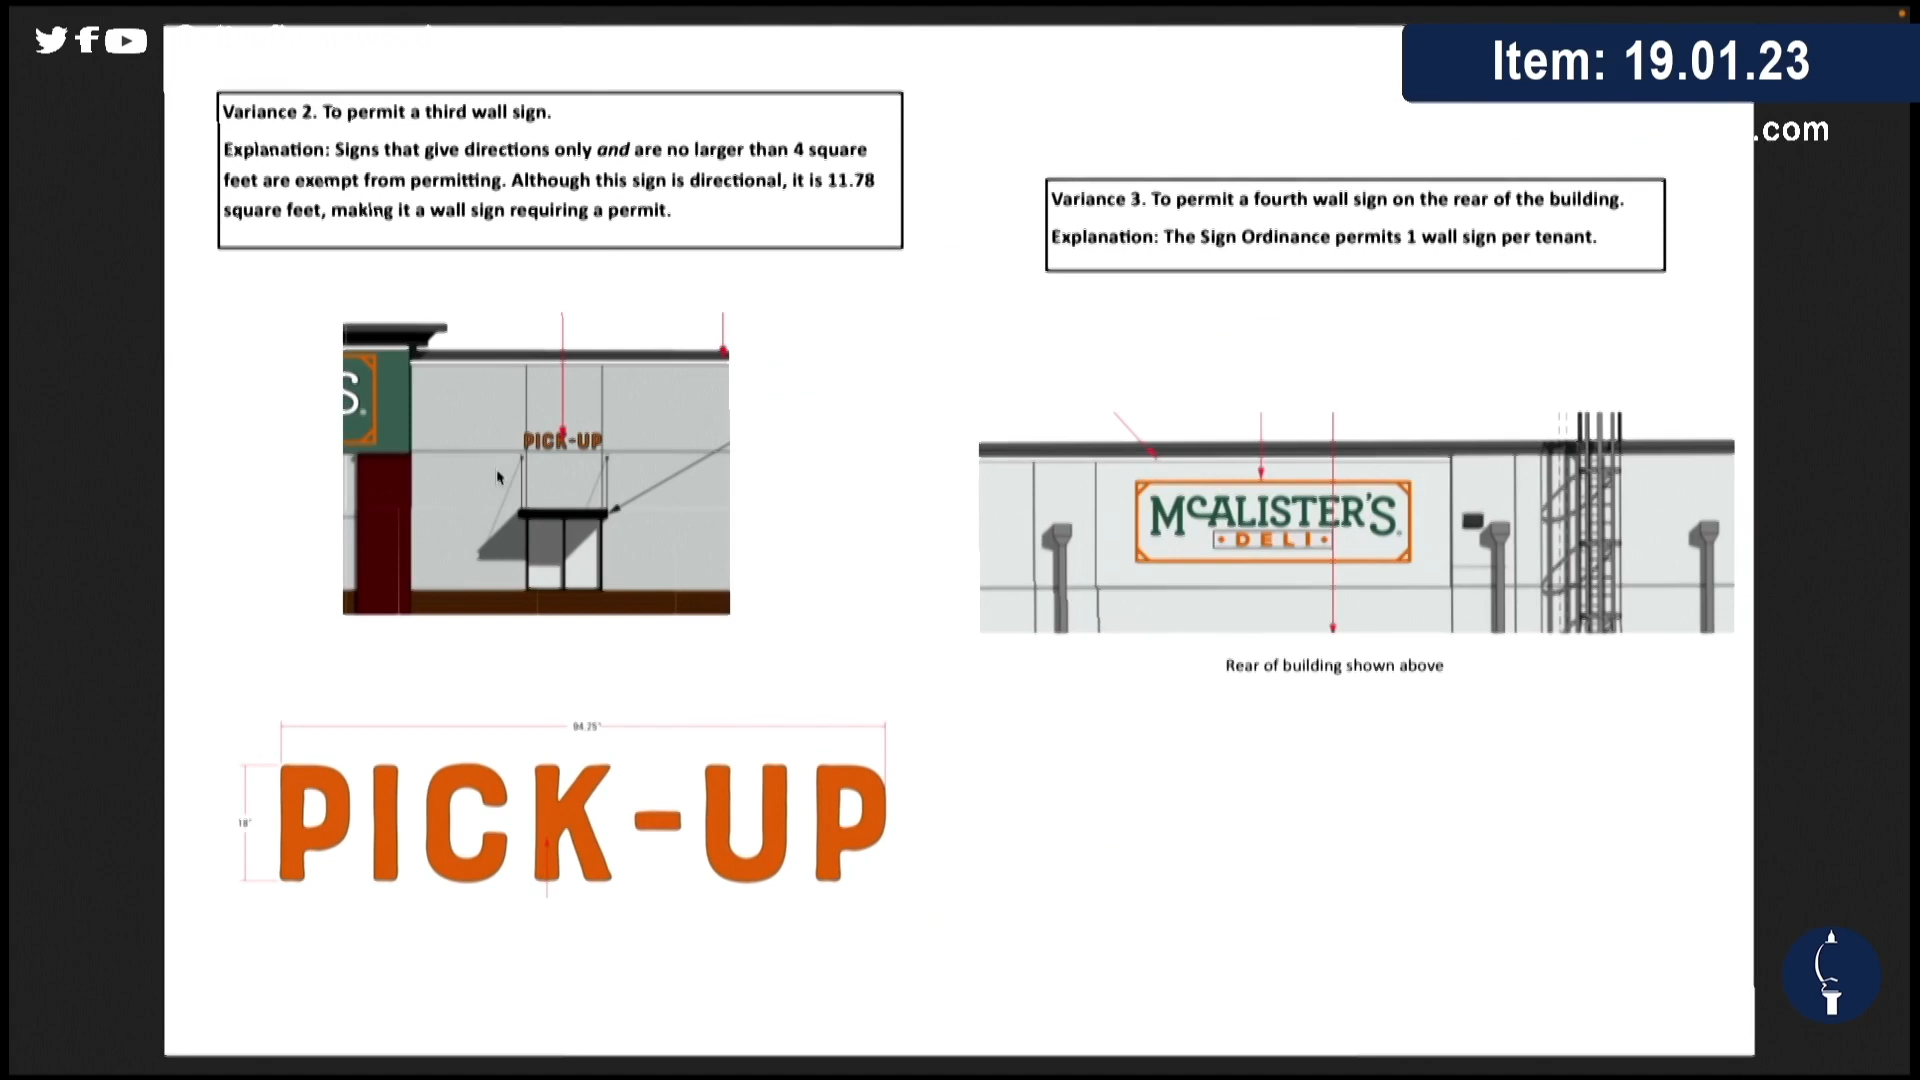 Item: 19.01.23
.com
Variance 2. To permit a third wall sign.
Explanation: Signs that give directions only and are no larger than 4 square
feet are exempt from permitting. Although this sign is directional, it is 11.78
square feet, making it a wall sign requiring a permit.
Variance 3. To permit a fourth wall sign on the rear of the building.
Explanation: The Sign Ordinance permits 1 wall sign per tenant.
S.
PICK-UP
McALISTER'S.
DELI
Rear of building shown above
94.25"
18"
PICK-UP